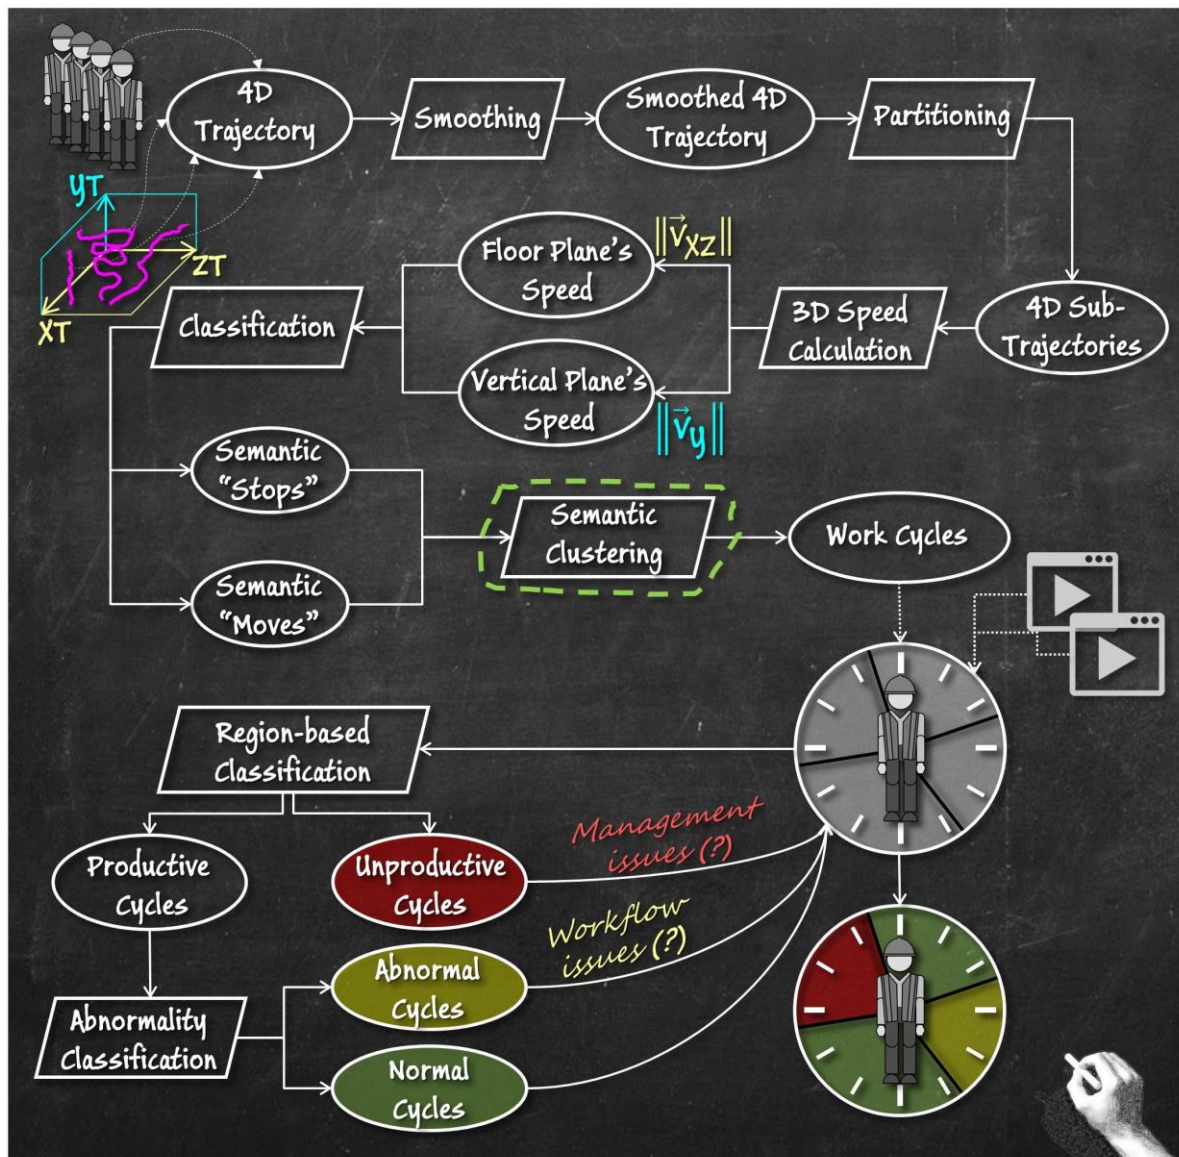 4D
Trajectory
Smoothing
Smoothed 4D
Trajectory
Partitioning
YT
ZT
XT
Floor Plane's
Speed
||v⃗XZ||
Classification
3D Speed
Calculation
4D Sub-
Trajectories
Vertical Plane's
Speed
||v⃗y||
Semantic
"Stops"
Semantic
Clustering
Work Cycles
Semantic
"Moves"
Region-based
Classification
Management
issues (?)
Productive
Cycles
Unproductive
Cycles
Workflow
issues (?)
Abnormal
Cycles
Abnormality
Classification
Normal
Cycles